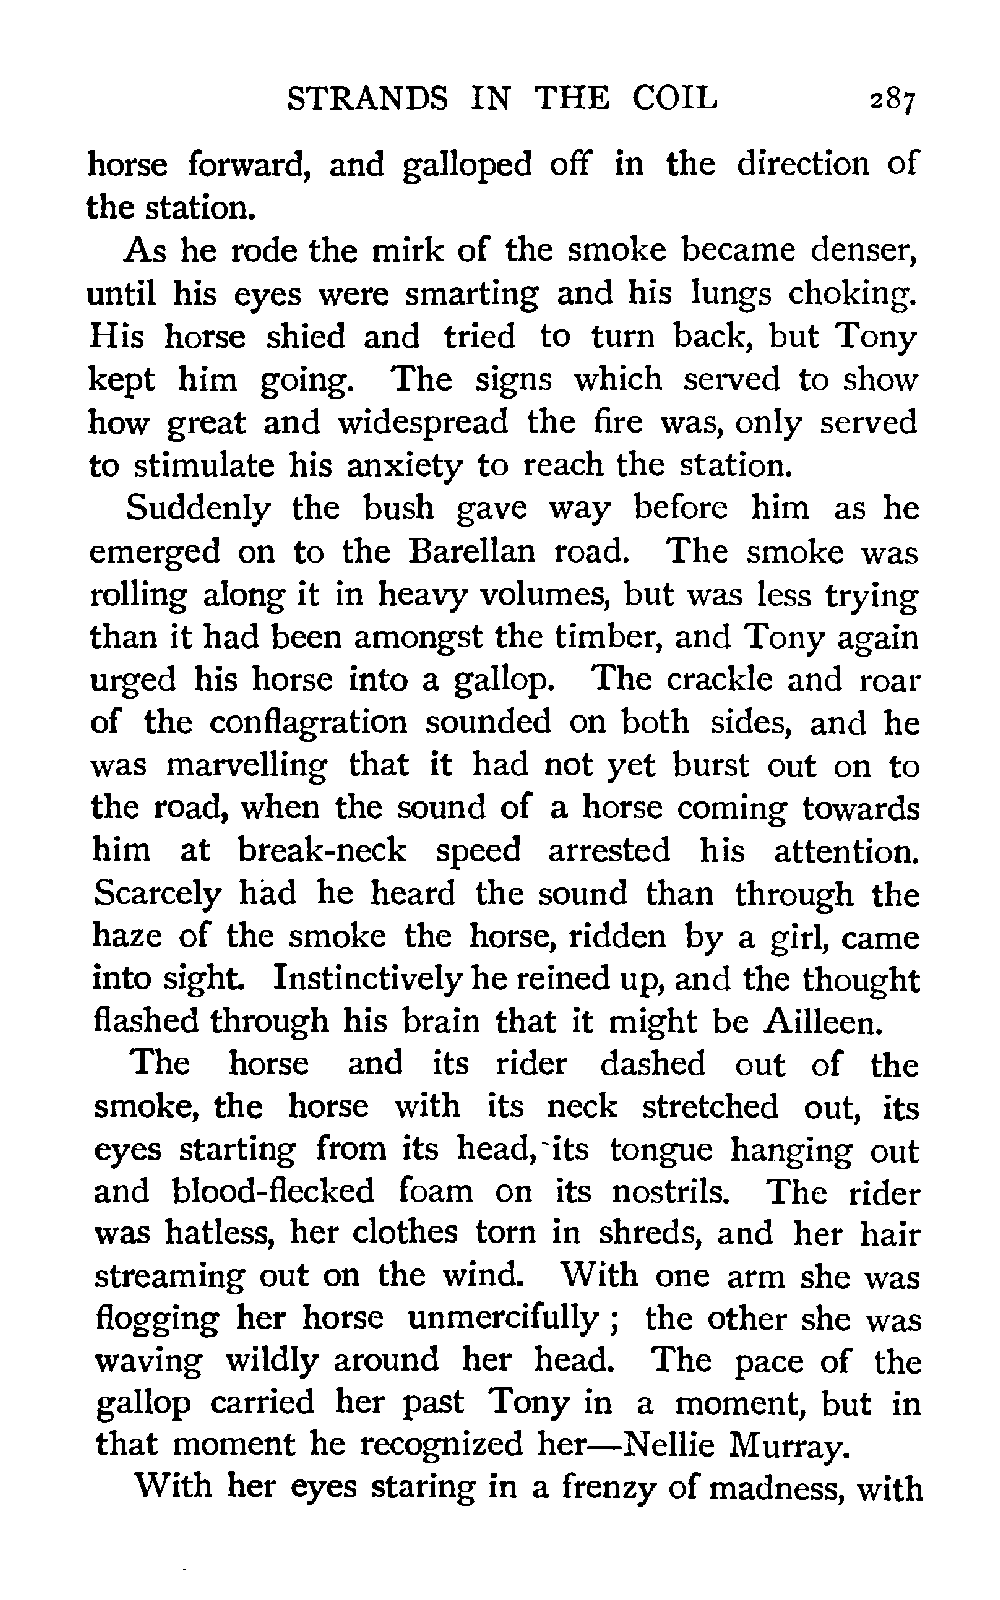 STRANDS IN THE COIL 287
horse forward, and galloped off in the direction of
the station.
As he rode the mirk of the smoke became denser,
until his eyes were smarting and his lungs choking.
His horse shied and tried to turn back, but Tony
kept him going. The signs which served to show
how great and widespread the fire was, only served
to stimulate his anxiety to reach the station.
Suddenly the bush gave way before him as he
emerged on to the Barellan road. The smoke was
rolling along it in heavy volumes, but was less trying
than it had been amongst the timber, and Tony again
urged his horse into a gallop. The crackle and roar
of the conflagration sounded on both sides, and he
was marvelling that it had not yet burst out on to
the road, when the sound of a horse coming towards
him at break-neck speed arrested his attention.
Scarcely had he heard the sound than through the
haze of the smoke the horse, ridden by a girl, came
into sight. Instinctively he reined up, and the thought
flashed through his brain that it might be Ailleen.
The horse and its rider dashed out of the
smoke, the horse with its neck stretched out, its
eyes starting from its head, its tongue hanging out
and blood-flecked foam on its nostrils. The rider
was hatless, her clothes torn in shreds, and her hair
streaming out on the wind. With one arm she was
flogging her horse unmercifully ; the other she was
waving wildly around her head. The pace of the
gallop carried her past Tony in a moment, but in
that moment he recognized her—Nellie Murray.
With her eyes staring in a frenzy of madness, with